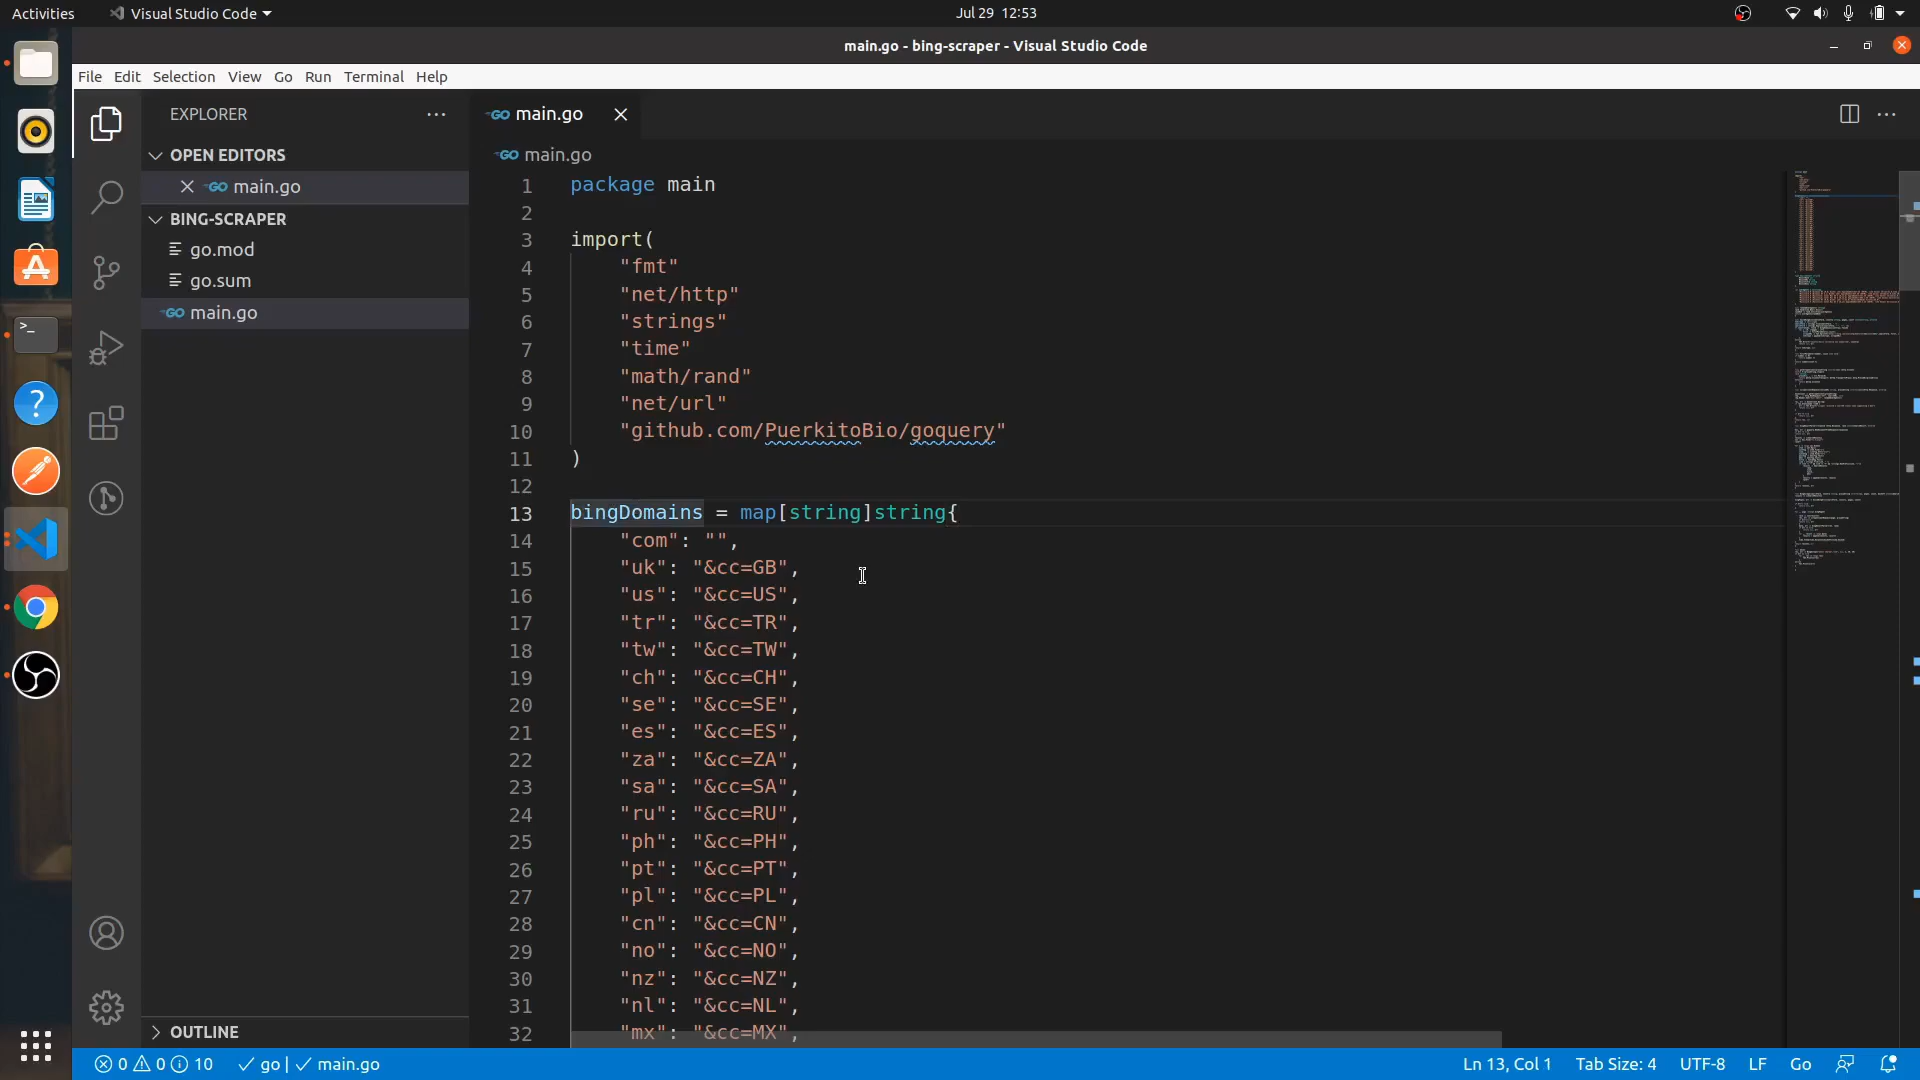 Activities
Visual Studio Code
Jul 29 12:53
main.go - bing-scraper - Visual Studio Code
File Edit Selection View Go Run Terminal Help
EXPLORER
OPEN EDITORS
main.go
BING-SCRAPER
go.mod
go.sum
main.go
OUTLINE
main.go
main.go
1 package main
2
3 import(
4 "fmt"
5 "net/http"
6 "strings"
7 "time"
8 "math/rand"
9 "net/url"
10 "github.com/PuerkitoBio/goquery"
11 )
12
13 bingDomains = map[string]string{
14 "com": "",
15 "uk": "&cc=GB",
16 "us": "&cc=US",
17 "tr": "&cc=TR",
18 "tw": "&cc=TW",
19 "ch": "&cc=CH",
20 "se": "&cc=SE",
21 "es": "&cc=ES",
22 "za": "&cc=ZA",
23 "sa": "&cc=SA",
24 "ru": "&cc=RU",
25 "ph": "&cc=PH",
26 "pt": "&cc=PT",
27 "pl": "&cc=PL",
28 "cn": "&cc=CN",
29 "no": "&cc=NO",
30 "nz": "&cc=NZ",
31 "nl": "&cc=NL",
32 "mx": "&cc=MX",
0 0 10 go | main.go Ln 13, Col 1 Tab Size: 4 UTF-8 LF Go